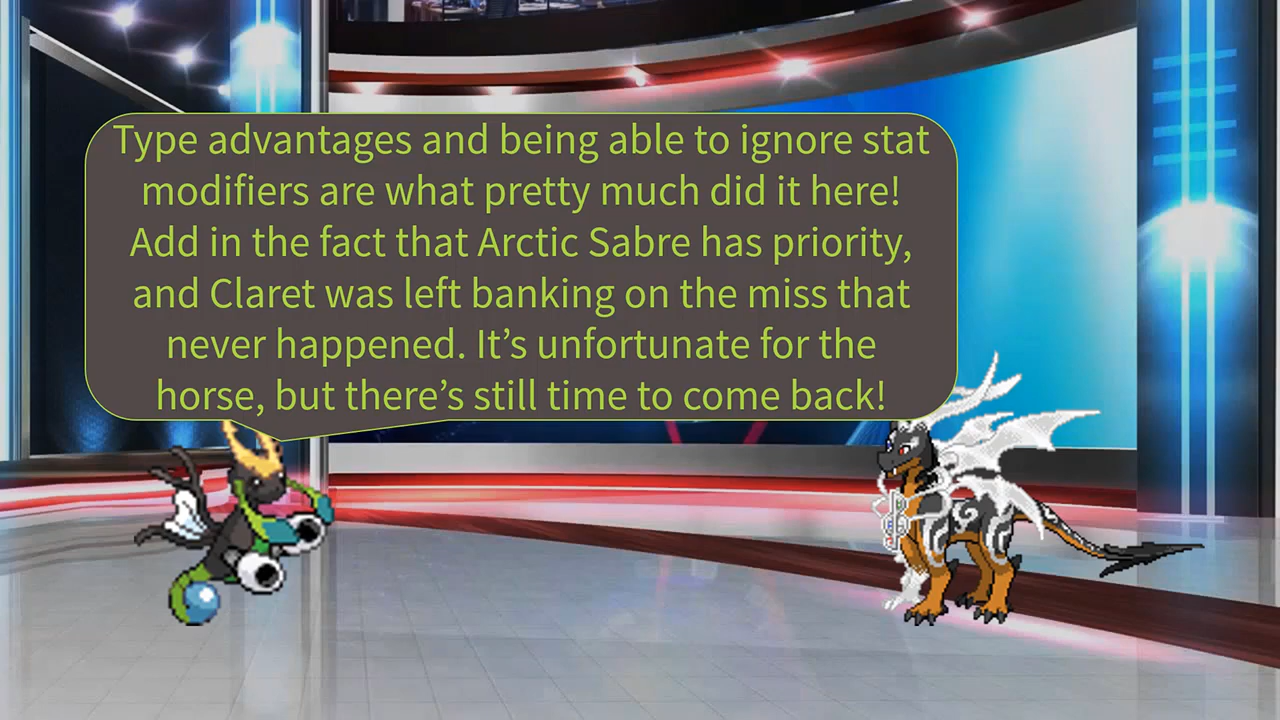 Type advantages and being able to ignore stat
modifiers are what pretty much did it here!
Add in the fact that Arctic Sabre has priority,
and Claret was left banking on the miss that
never happened. It’s unfortunate for the
horse, but there’s still time to come back!